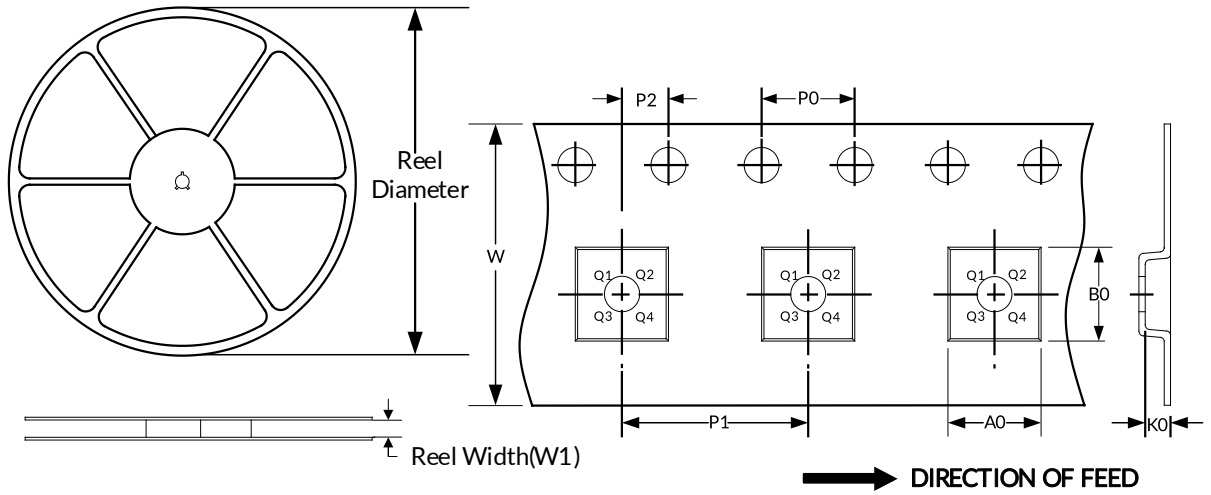 Reel
Diameter
Reel Width(W1)
P2
P0
W
Q1 Q2
Q3 Q4
Q1 Q2
Q3 Q4
Q1 Q2
Q3 Q4
B0
P1
A0
K0
DIRECTION OF FEED